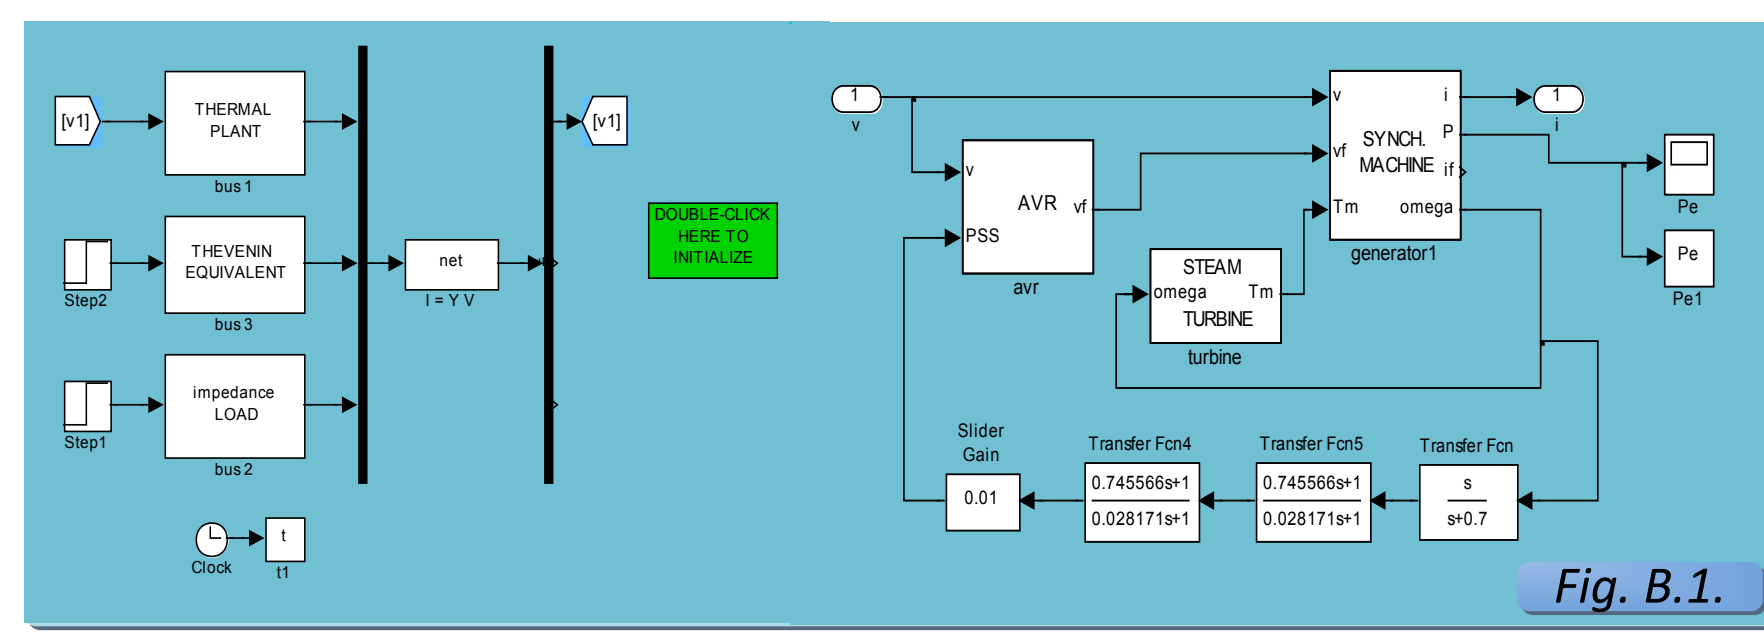 [v1]
THERMAL
PLANT
bus 1
[v1]
Step2
THEVENIN
EQUIVALENT
bus 3
net
I = Y V
DOUBLE-CLICK
HERE TO
INITIALIZE
Step1
impedance
LOAD
bus 2
Clock
t
t1
1
v
v
PSS
AVR
vf
avr
v
vf
Tm
SYNCH.
MACHINE
i
P
if
omega
generator1
1
i
Pe
Pe
Pe1
STEAM
omega
Tm
TURBINE
turbine
Slider
Gain
0.01
Transfer Fcn4
0.745566s+1
0.028171s+1
Transfer Fcn5
0.745566s+1
0.028171s+1
Transfer Fcn
s
s+0.7
Fig. B.1.